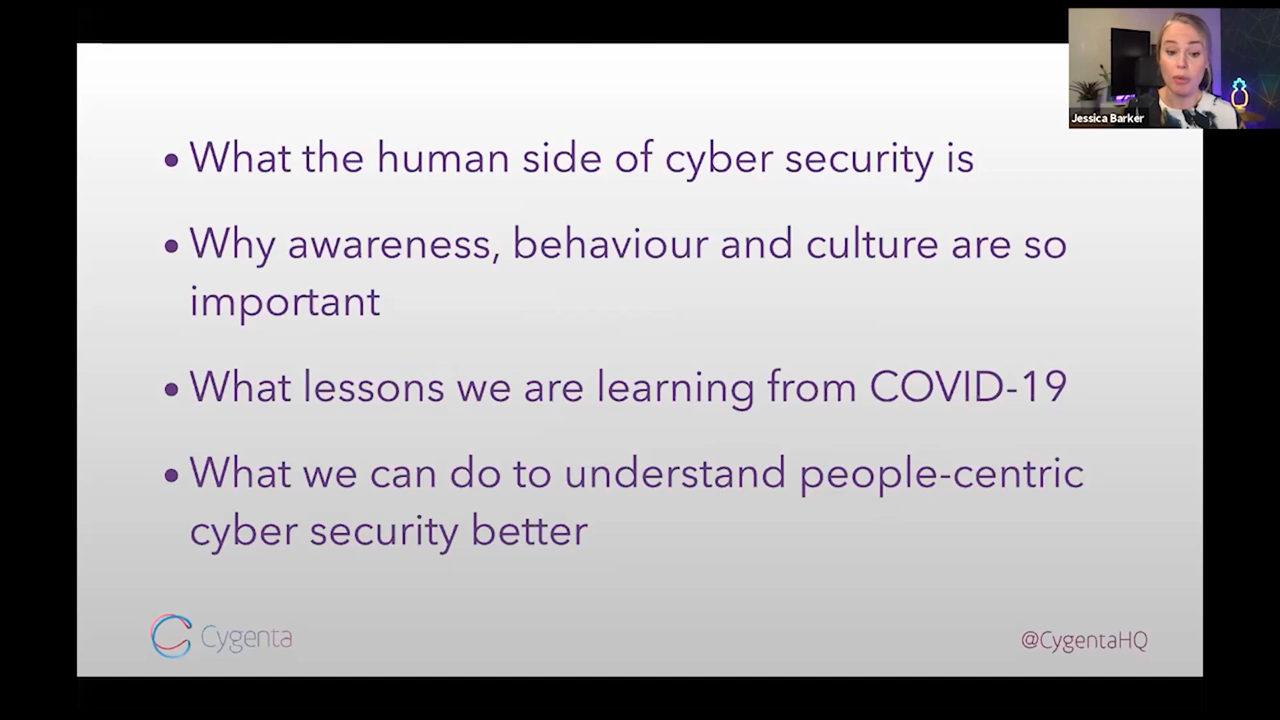 Jessica Barker
• What the human side of cyber security is
• Why awareness, behaviour and culture are so
important
• What lessons we are learning from COVID-19
• What we can do to understand people-centric
cyber security better
Cygenta
@CygentaHQ